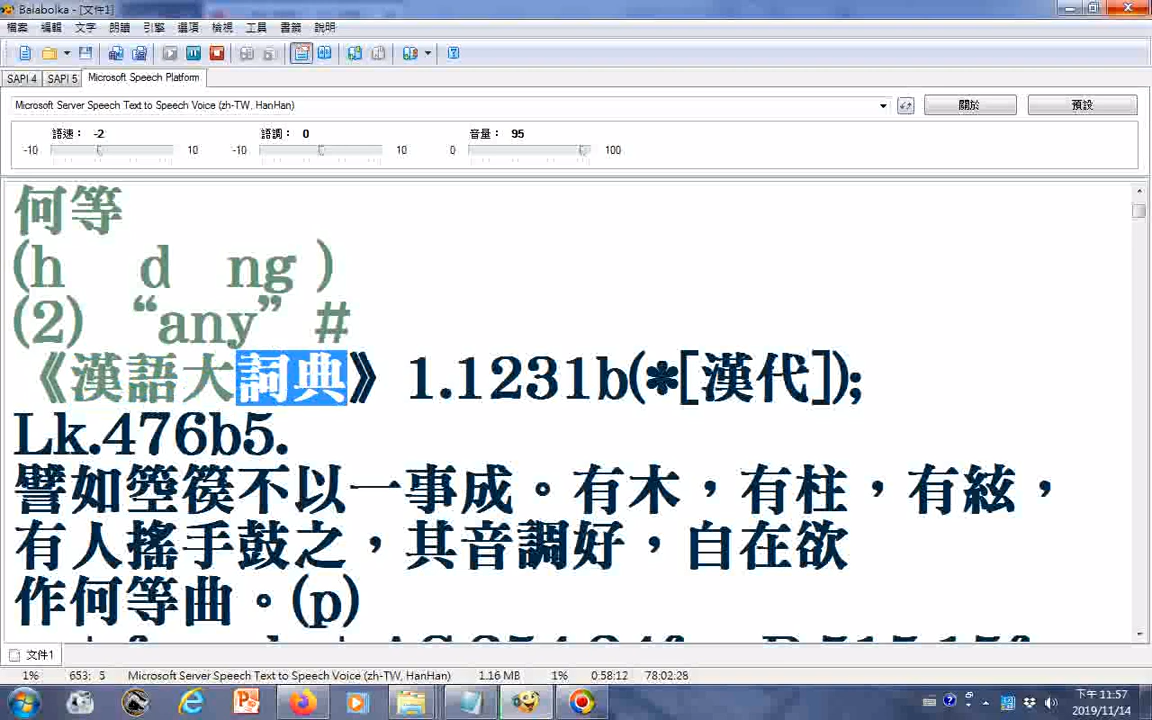 Balabolka - [文件1]
檔案 編輯 文字 朗讀 引擎 選項 檢視 工具 書籤 說明
SAPI 4 SAPI 5 Microsoft Speech Platform
Microsoft Server Speech Text to Speech Voice (zh-TW, HanHan) 關於 預設
語速： -2 語調： 0 音量： 95
-10 10 -10 10 0 100
何等
(h d ng )
(2) “any” #
《漢語大詞典》 1.1231b(*[漢代]);
Lk.476b5.
譬如箜篌不以一事成。有木，有柱，有絃，
有人搖手鼓之，其音調好，自在欲
作何等曲。(p)
文件1
1% 653: 5 Microsoft Server Speech Text to Speech Voice (zh-TW, HanHan) 1.16 MB 1% 0:58:12 78:02:28
下午 11:57
2019/11/14